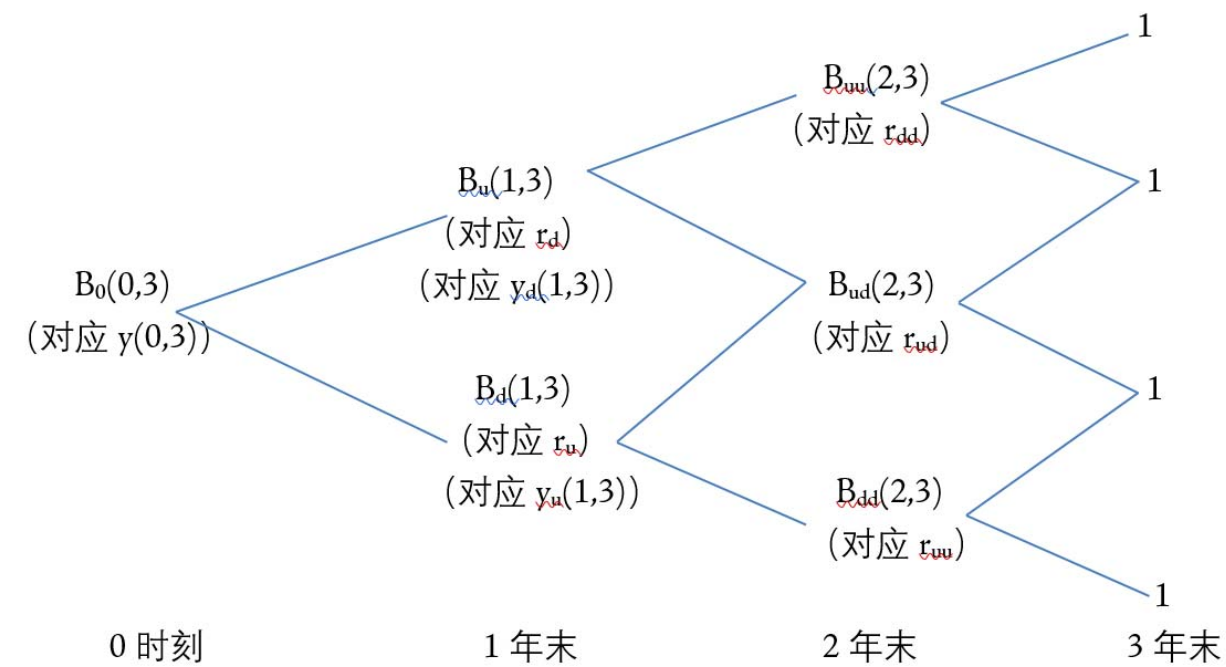 1
Buu(2,3)
（对应 rdd）
Bu(1,3)
（对应 rd）
（对应 yd(1,3)）
1
B0(0,3)
（对应 y(0,3)）
Bud(2,3)
（对应 rud）
Bd(1,3)
（对应 ru）
（对应 yu(1,3)）
1
Bdd(2,3)
（对应 ruu）
1
0 时刻
1 年末
2 年末
3 年末